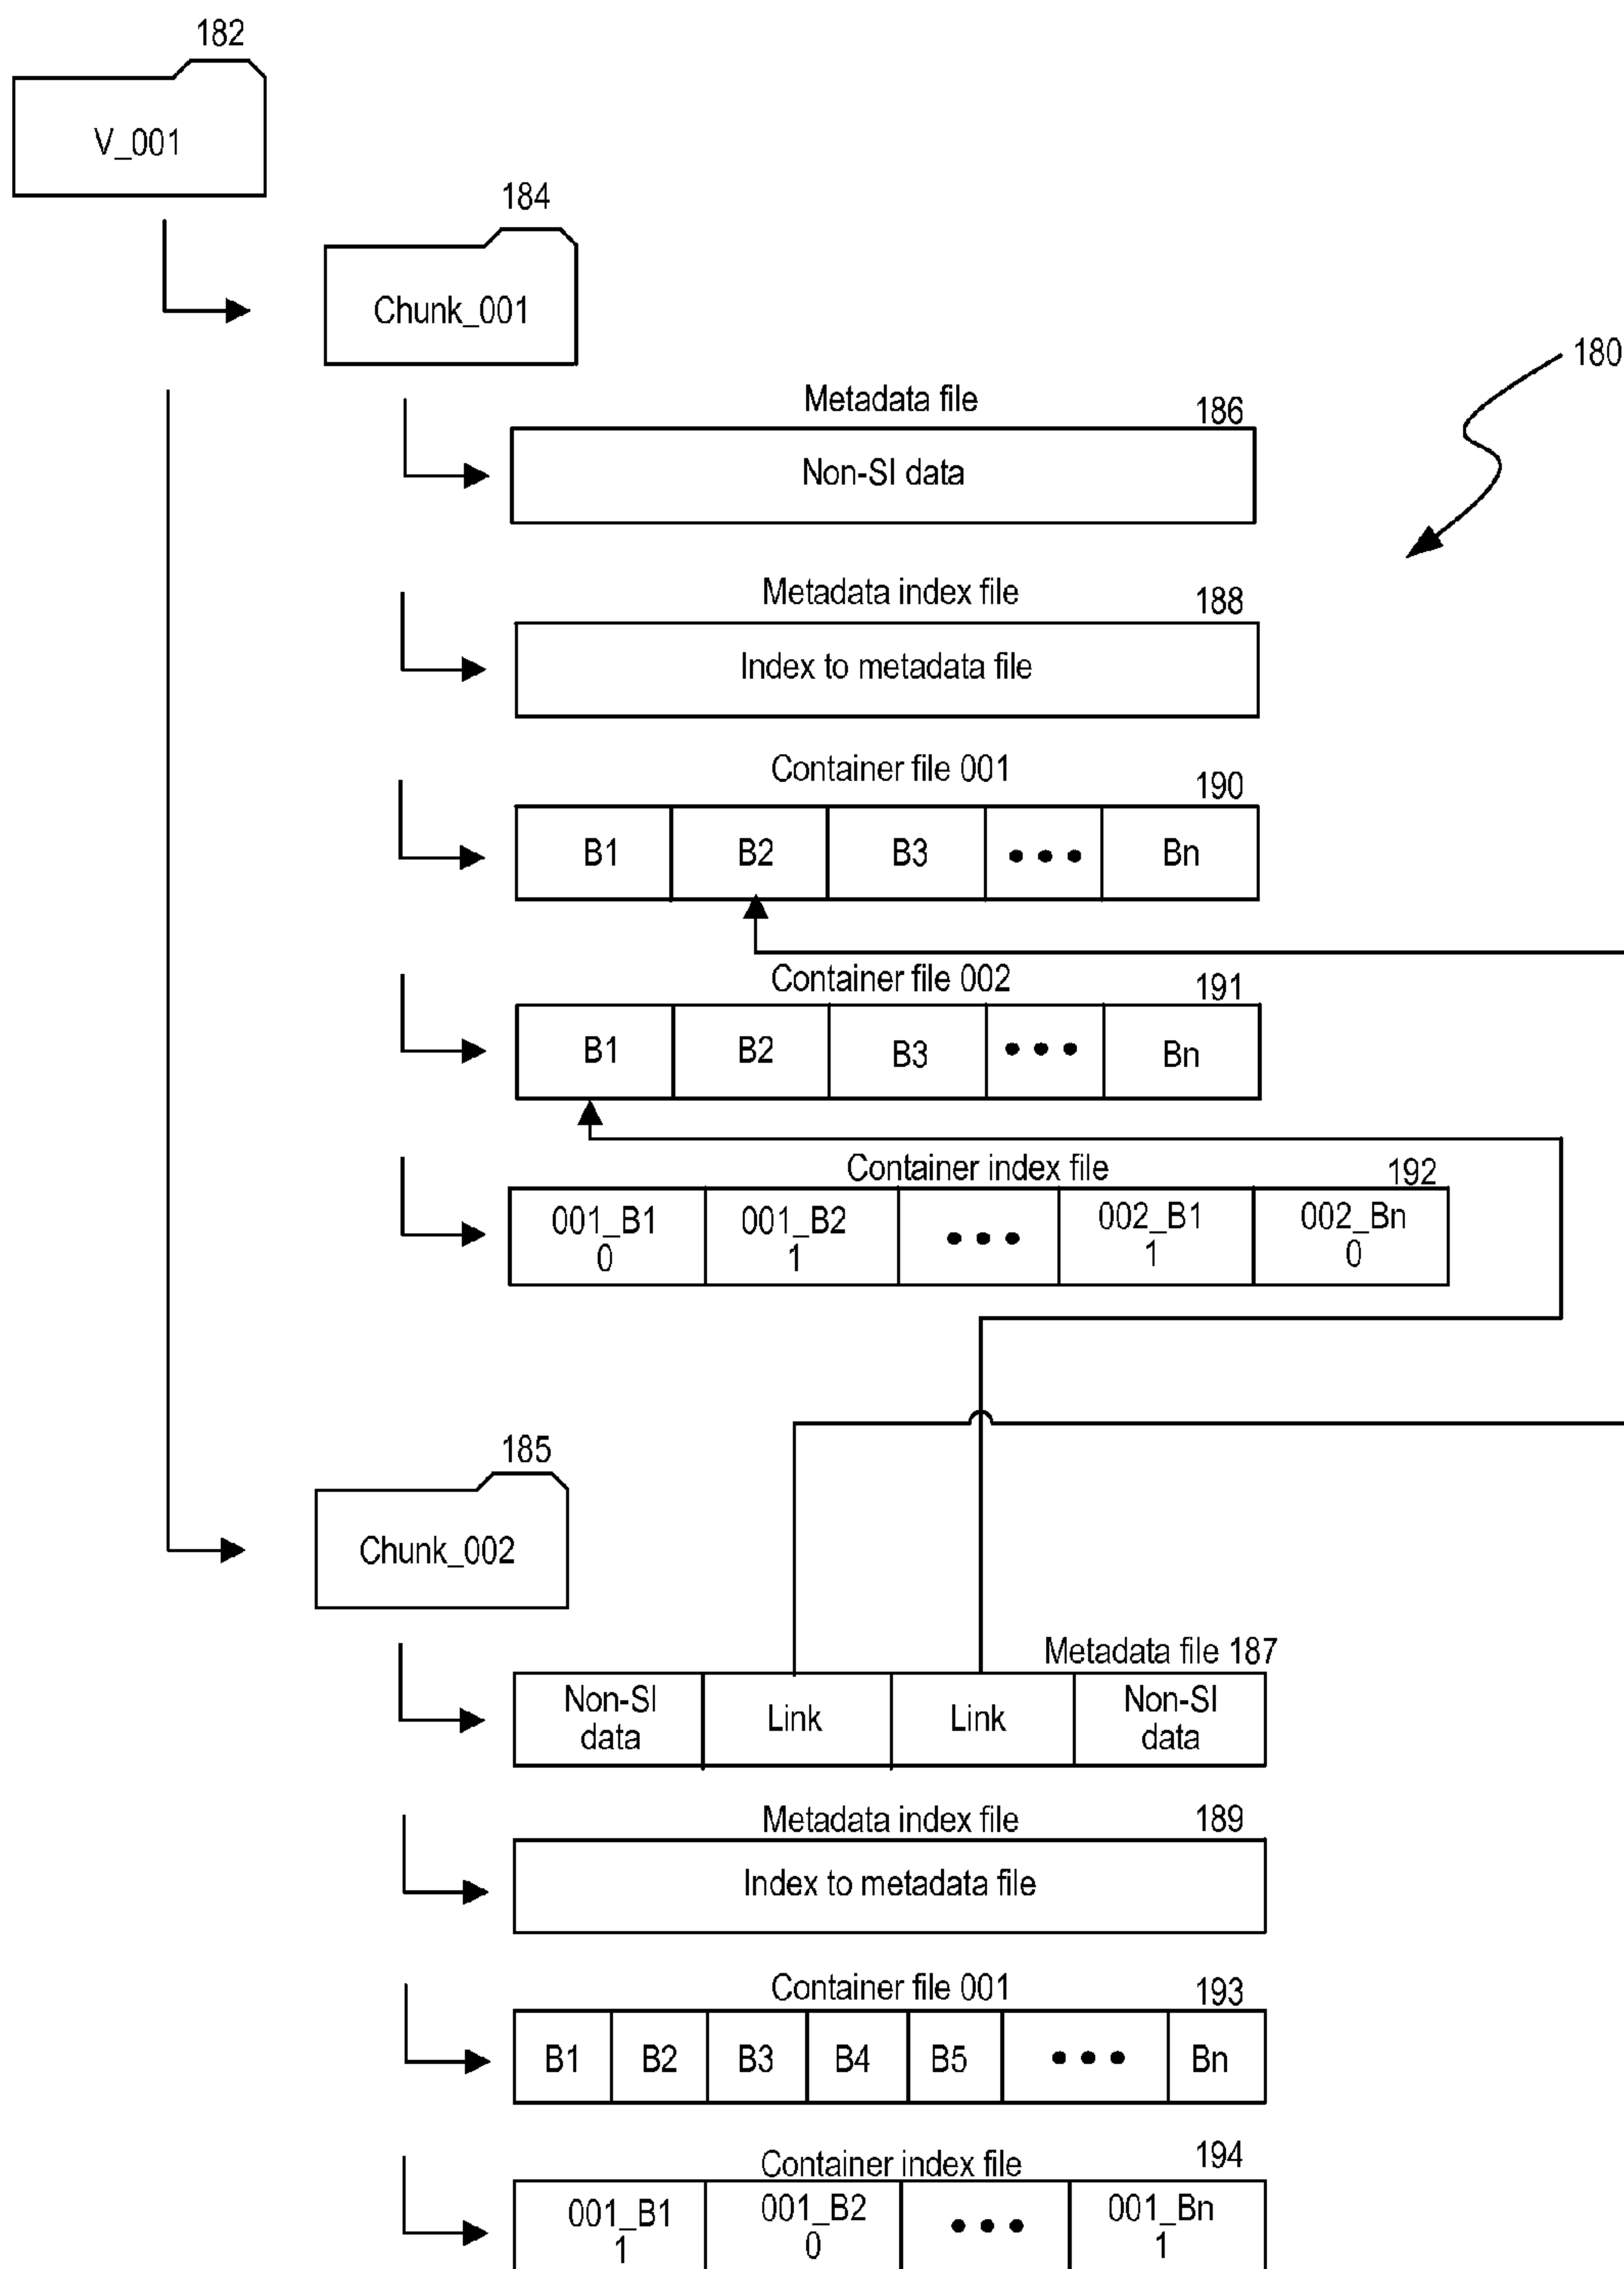 182
V_001
184
Chunk_001
180
Metadata file
186
Non-SI data
Metadata index file
188
Index to metadata file
Container file 001
190
B1 B2 B3 ••• Bn
Container file 002
191
B1 B2 B3 ••• Bn
Container index file
192
001_B1 001_B2 ••• 002_B1 002_Bn
0 1 1 0
185
Chunk_002
Metadata file 187
Non-SI Link Link Non-SI
data data
Metadata index file
189
Index to metadata file
Container file 001
193
B1 B2 B3 B4 B5 ••• Bn
Container index file
194
001_B1 001_B2 ••• 001_Bn
1 0 1